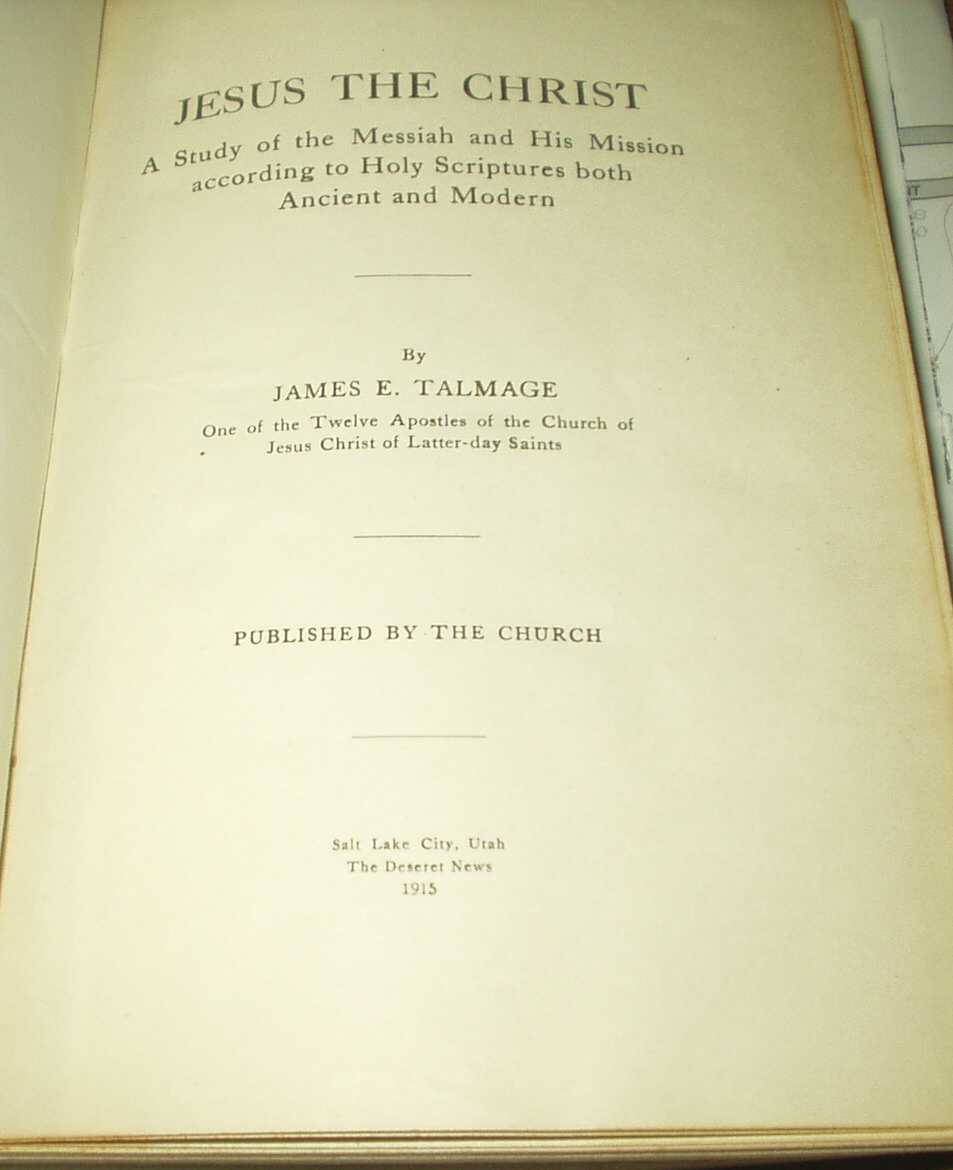 JESUS THE CHRIST
A Study of the Messiah and His Mission
according to Holy Scriptures both
Ancient and Modern
By
JAMES E. TALMAGE
One of the Twelve Apostles of the Church of
Jesus Christ of Latter-day Saints
PUBLISHED BY THE CHURCH
Salt Lake City, Utah
The Deseret News
1915
IT